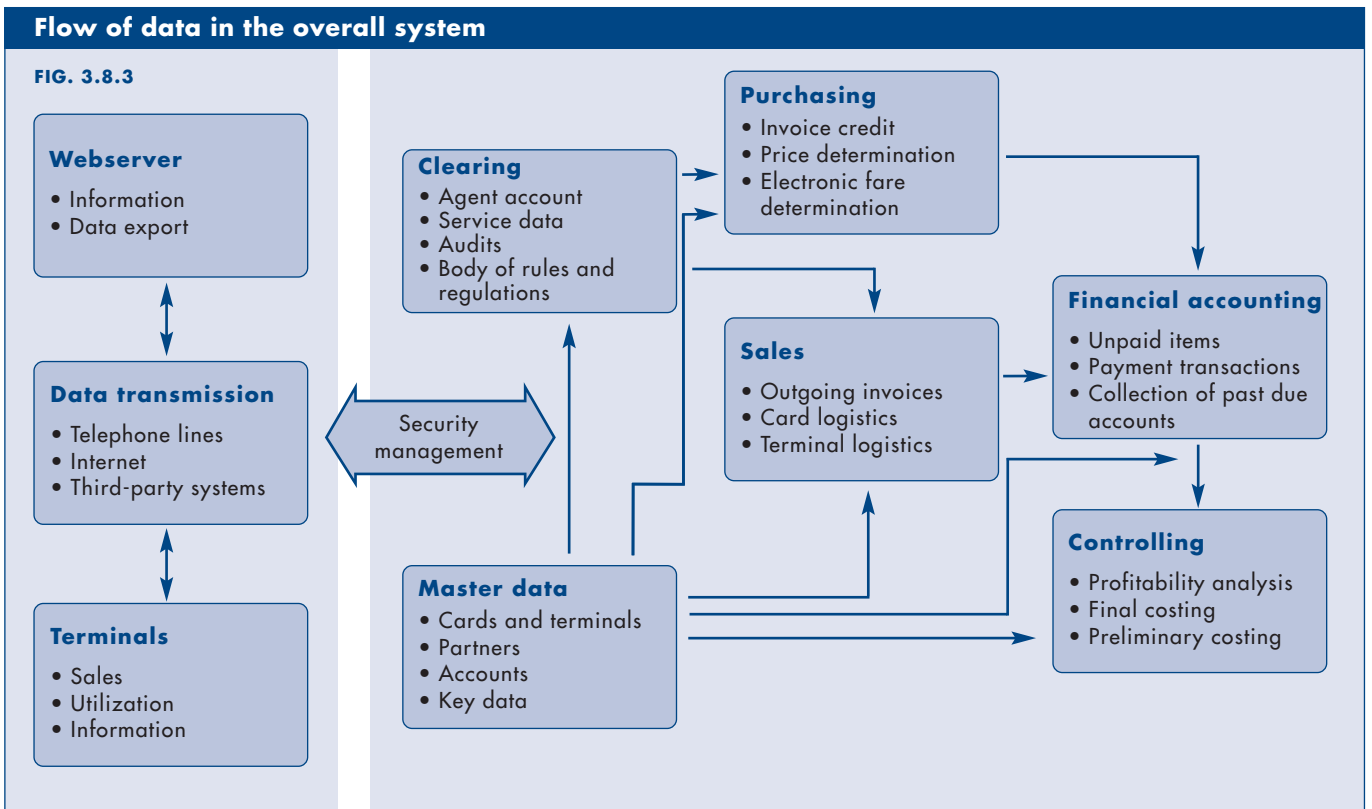 Flow of data in the overall system
FIG. 3.8.3
Webserver
• Information
• Data export
Data transmission
• Telephone lines
• Internet
• Third-party systems
Terminals
• Sales
• Utilization
• Information
Security
management
Clearing
• Agent account
• Service data
• Audits
• Body of rules and
regulations
Master data
• Cards and terminals
• Partners
• Accounts
• Key data
Purchasing
• Invoice credit
• Price determination
• Electronic fare
determination
Sales
• Outgoing invoices
• Card logistics
• Terminal logistics
Financial accounting
• Unpaid items
• Payment transactions
• Collection of past due
accounts
Controlling
• Profitability analysis
• Final costing
• Preliminary costing